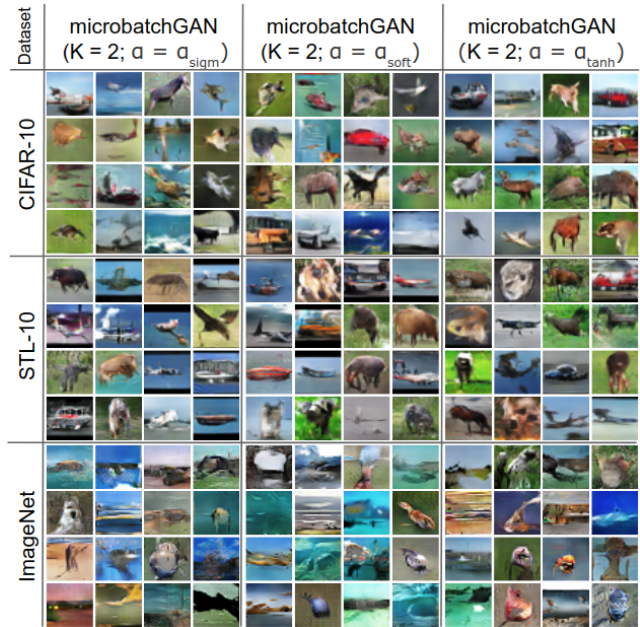 Dataset
microbatchGAN
(K = 2; α = α_sigm)
microbatchGAN
(K = 2; α = α_soft)
microbatchGAN
(K = 2; α = α_tanh)
CIFAR-10
STL-10
ImageNet